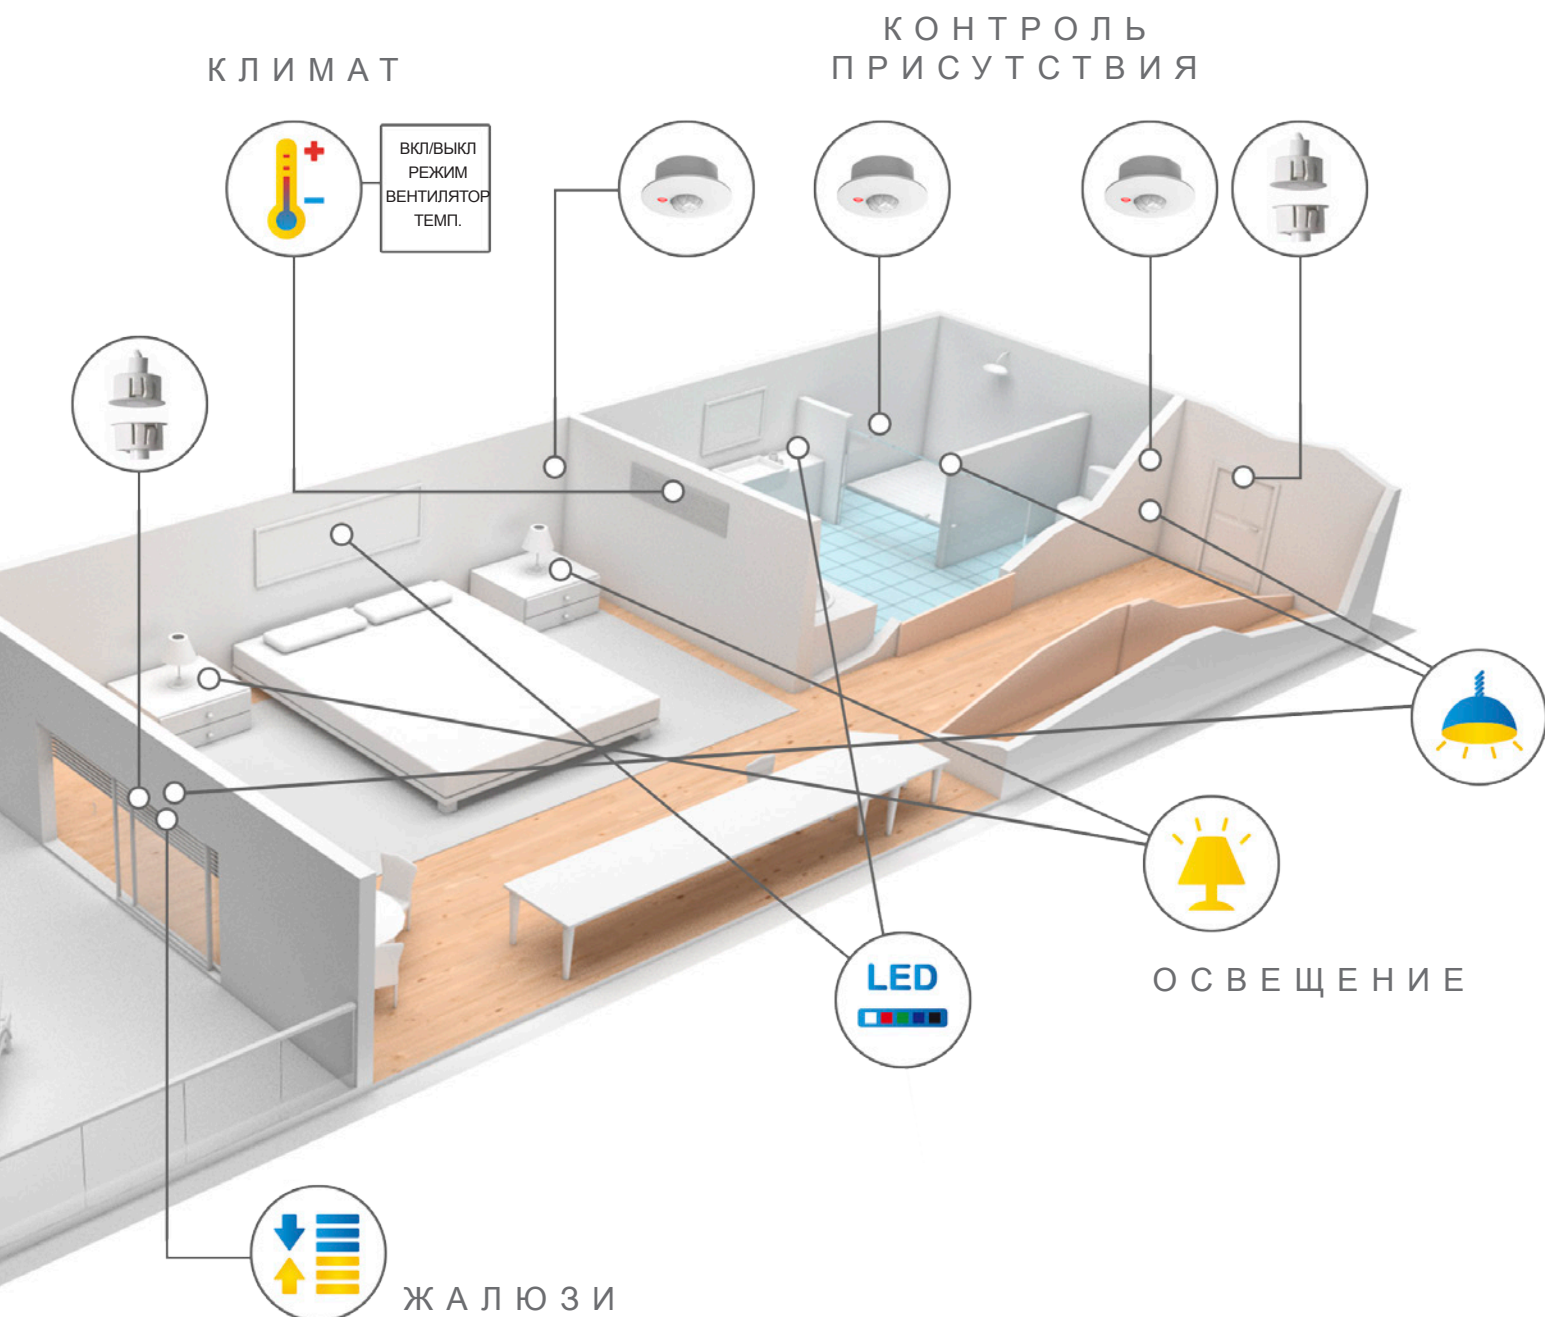 КОНТРОЛЬ
ПРИСУТСТВИЯ
КЛИМАТ
ВКЛ/ВЫКЛ
РЕЖИМ
ВЕНТИЛЯТОР
ТЕМП.
LED
ОСВЕЩЕНИЕ
ЖАЛЮЗИ